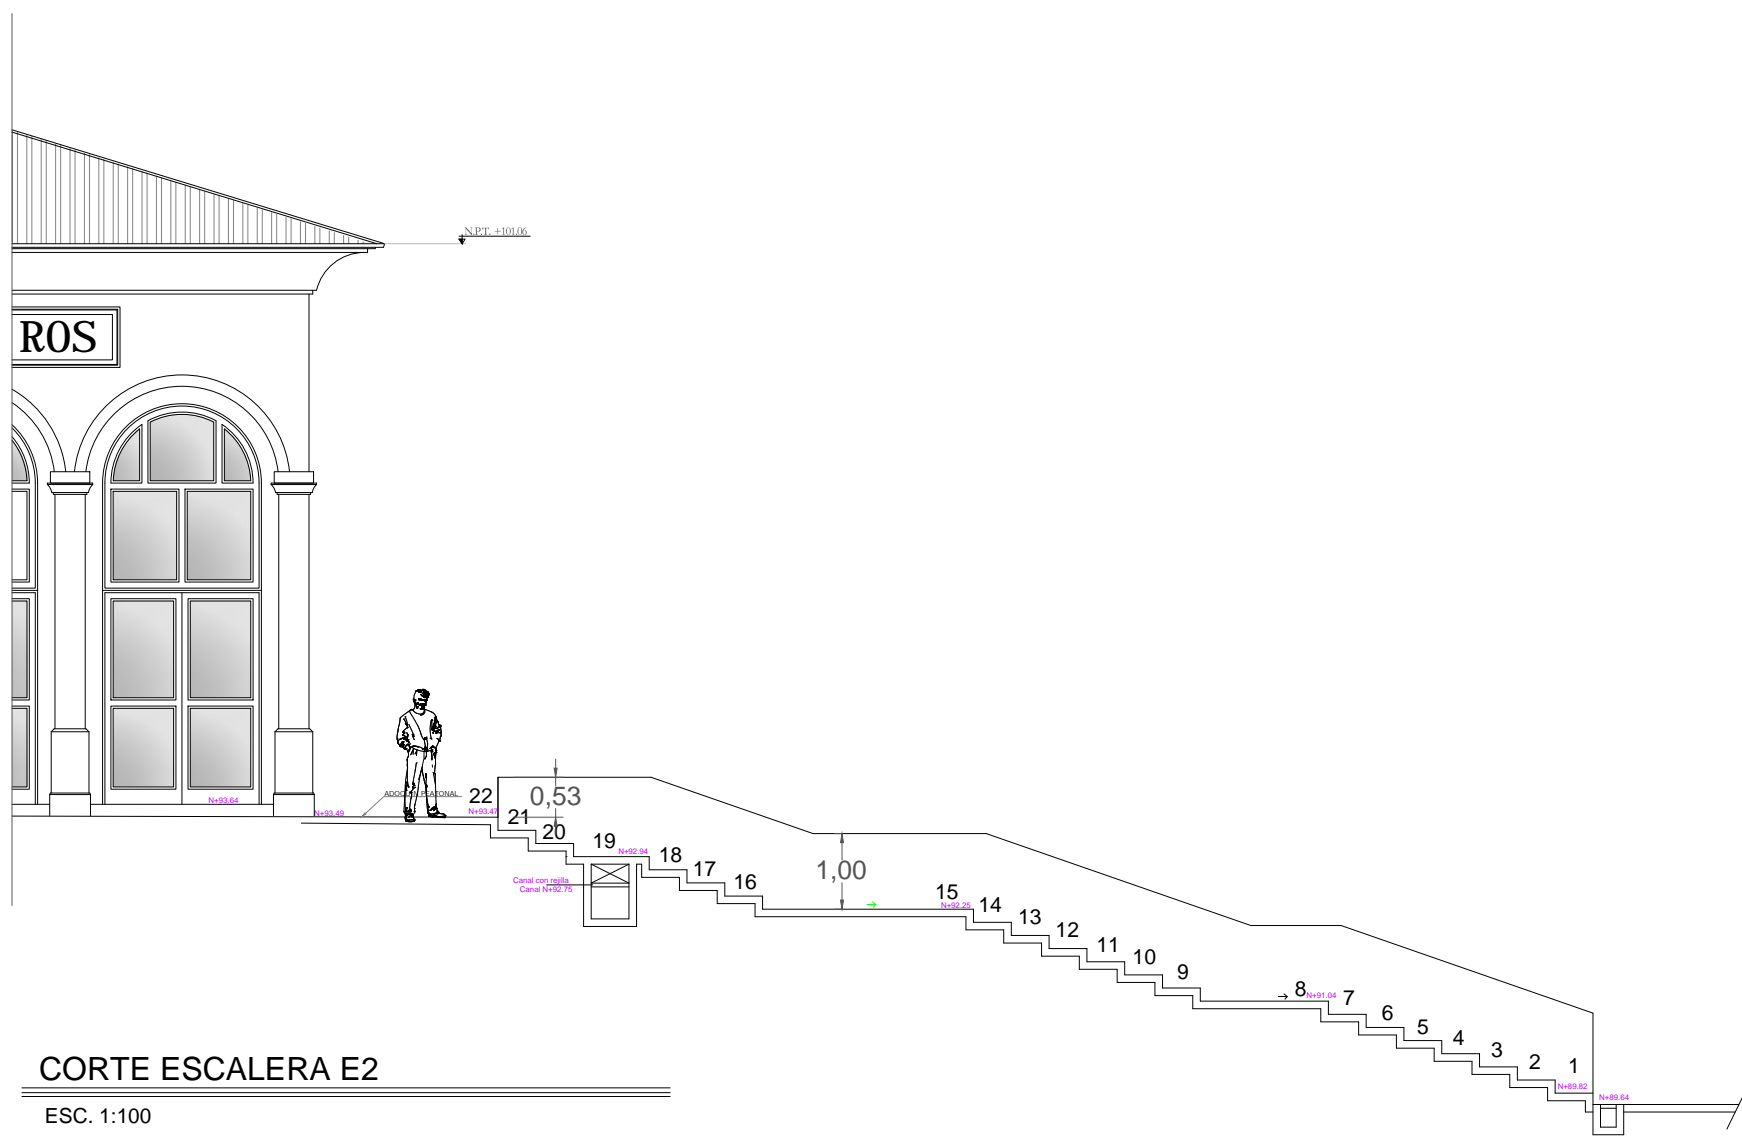 N.P.T. +101.06
ROS
22
0,53
ADOQUIN PEATONAL
N+93.64
N+93.49
N+93.47
21
20
19
N+92.94
18
17
16
1,00
Canal con rejilla
Canal N+92.75
15
N+92.25
14
13
12
11
10
9
8
N+91.04
7
6
5
4
3
2
1
N+89.82
N+89.64
CORTE ESCALERA E2
ESC. 1:100